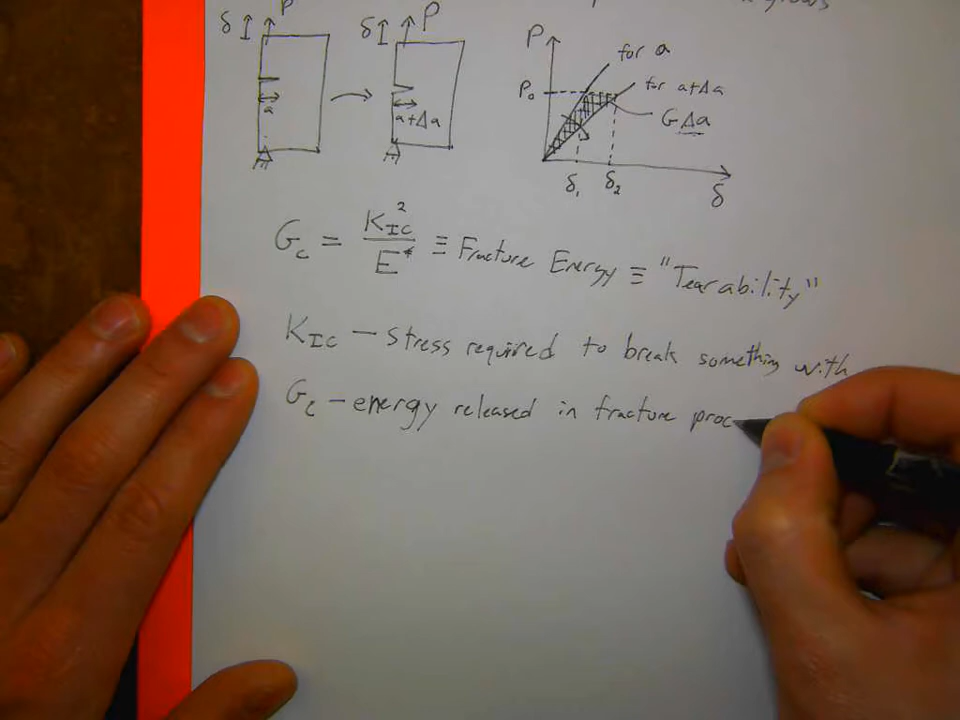 grows
δ P
δ P
a
a+Δa
P
for a
P₀
for a+Δa
GΔa
δ₁ δ₂
δ
G_c = K_IC² / E* ≡ Fracture Energy ≡ "Tearability"
K_IC – stress required to break something with
G_c – energy released in fracture proc